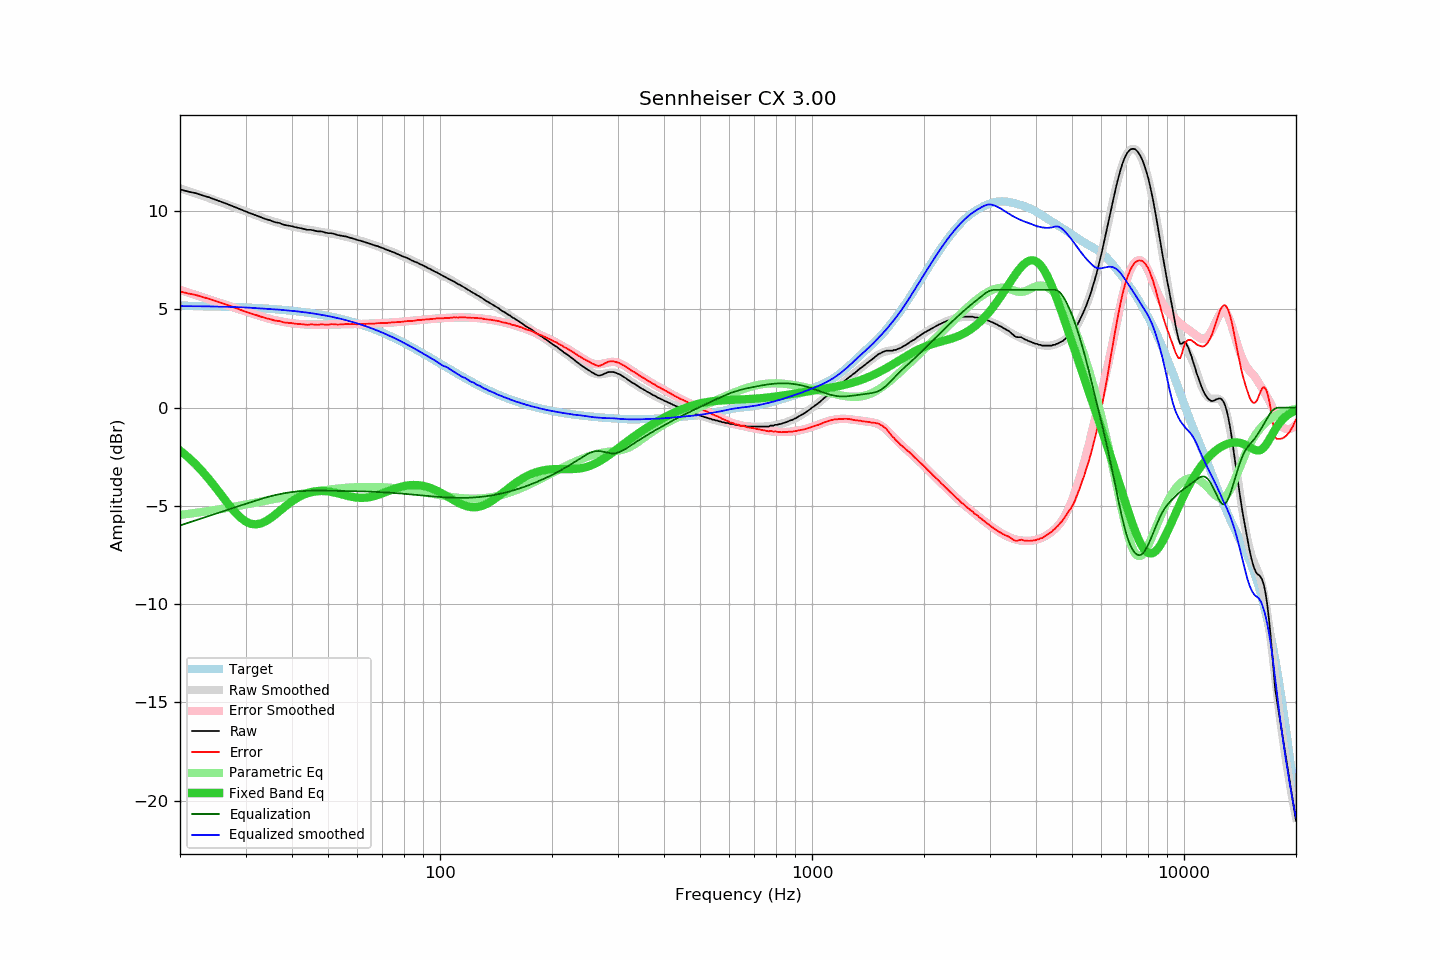 Sennheiser CX 3.00
Amplitude (dBr)
10
5
0
−5
−10
−15
−20
Target
Raw Smoothed
Error Smoothed
Raw
Error
Parametric Eq
Fixed Band Eq
Equalization
Equalized smoothed
100
1000
10000
Frequency (Hz)